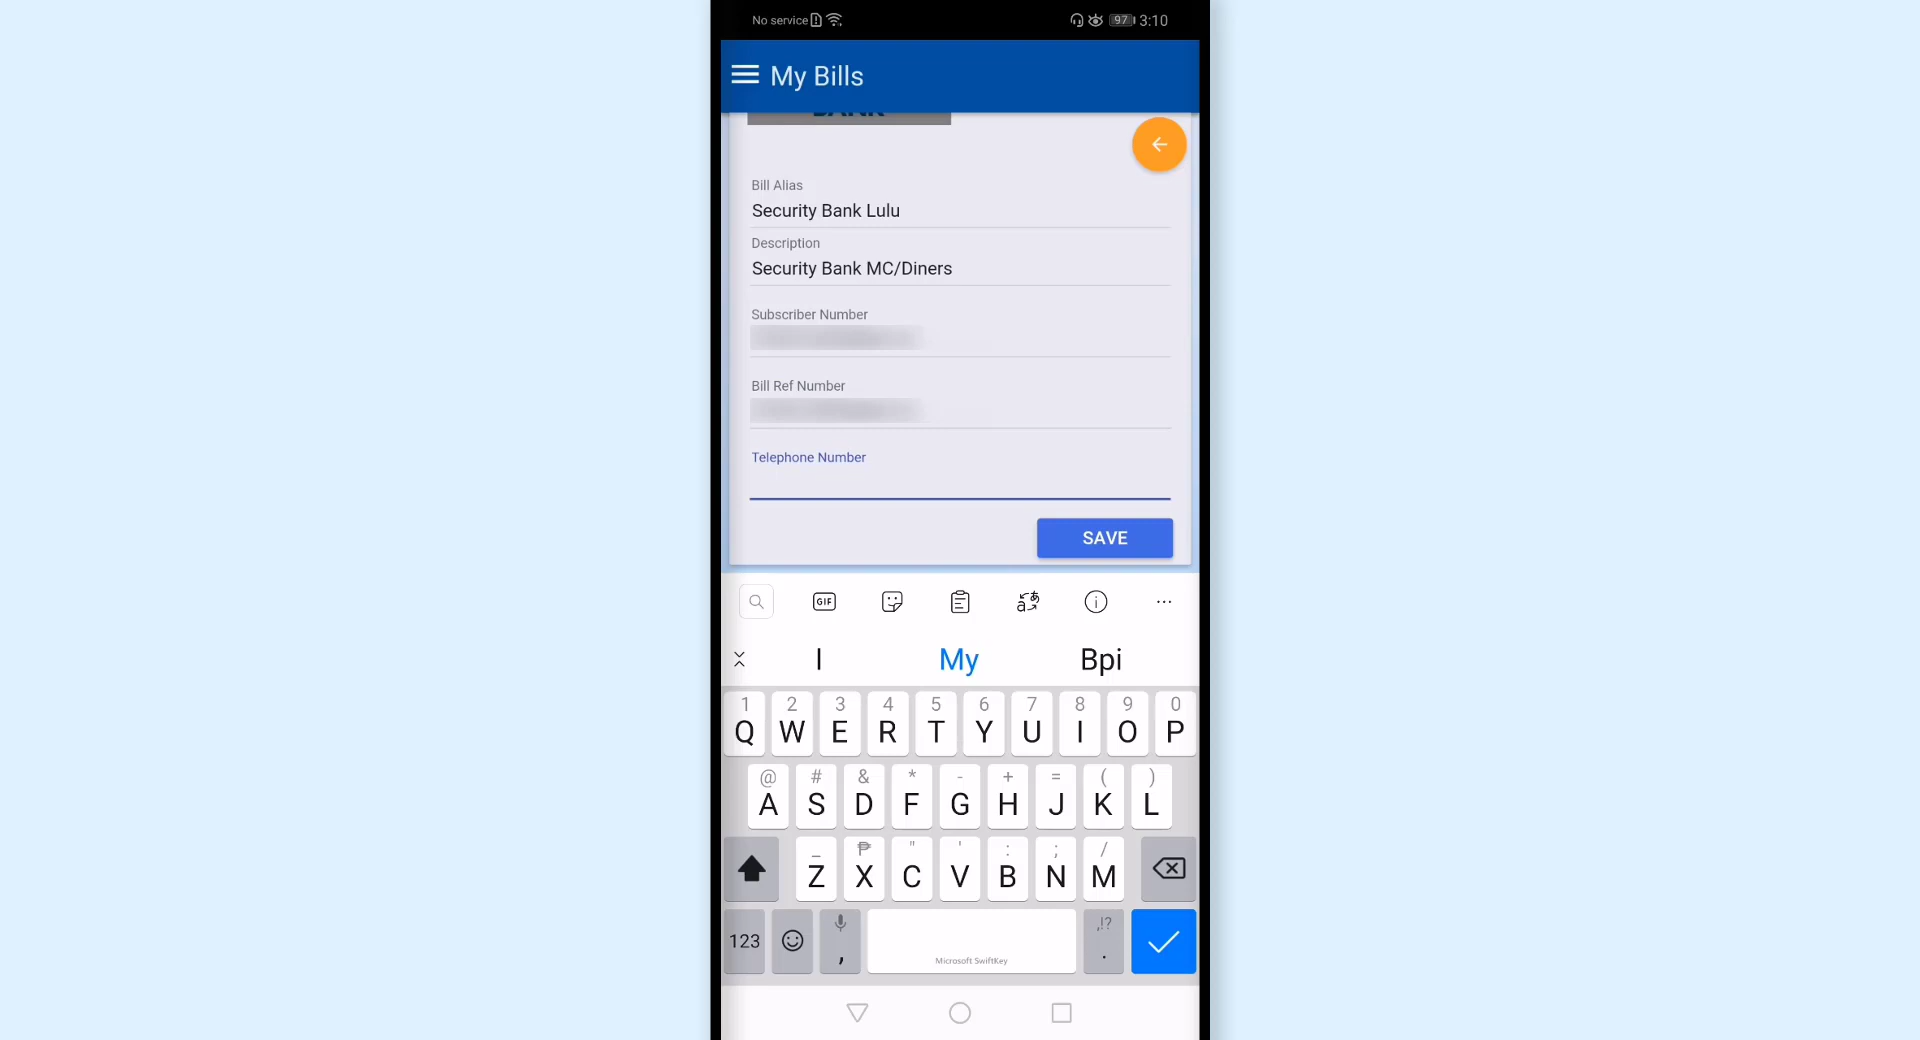 No service 97 3:10
My Bills
BANK
Bill Alias
Security Bank Lulu
Description
Security Bank MC/Diners
Subscriber Number
Bill Ref Number
Telephone Number
SAVE
GIF
I My Bpi
1 2 3 4 5 6 7 8 9 0
Q W E R T Y U I O P
@ # & * - + = ( )
A S D F G H J K L
_ ₱ " ' : ; /
Z X C V B N M
,!?
123 , .
Microsoft SwiftKey